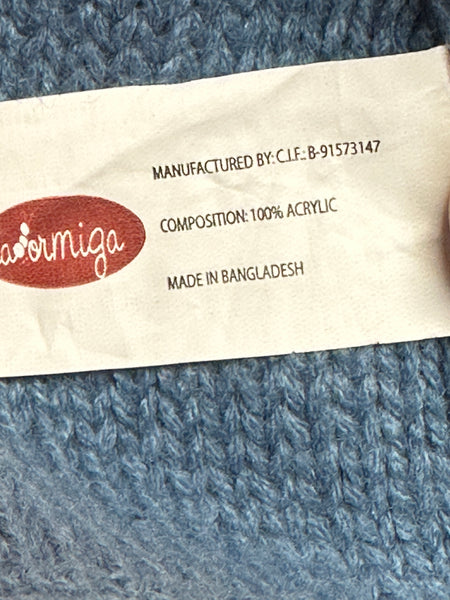 MANUFACTURED BY: C.I.F.: B-91573147
COMPOSITION: 100% ACRYLIC
MADE IN BANGLADESH